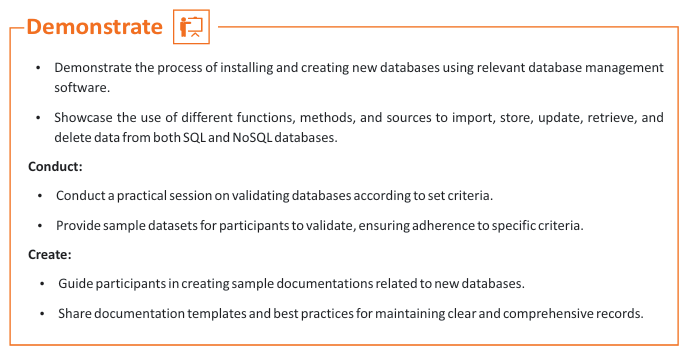 Demonstrate
• Demonstrate the process of installing and creating new databases using relevant database management
software.
• Showcase the use of different functions, methods, and sources to import, store, update, retrieve, and
delete data from both SQL and NoSQL databases.
Conduct:
• Conduct a practical session on validating databases according to set criteria.
• Provide sample datasets for participants to validate, ensuring adherence to specific criteria.
Create:
• Guide participants in creating sample documentations related to new databases.
• Share documentation templates and best practices for maintaining clear and comprehensive records.